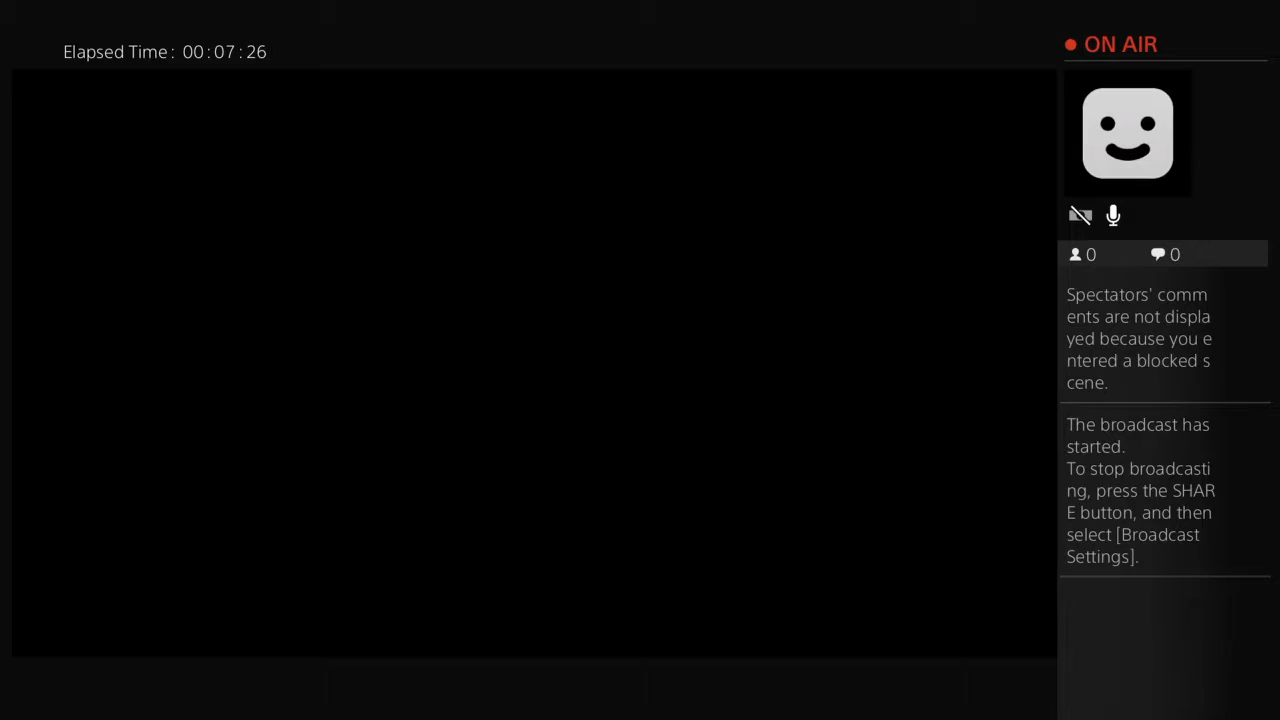 Elapsed Time: 00:07:26
ON AIR
0 0
Spectators' comm
ents are not displa
yed because you e
ntered a blocked s
cene.
The broadcast has
started.
To stop broadcasti
ng, press the SHAR
E button, and then
select [Broadcast
Settings].